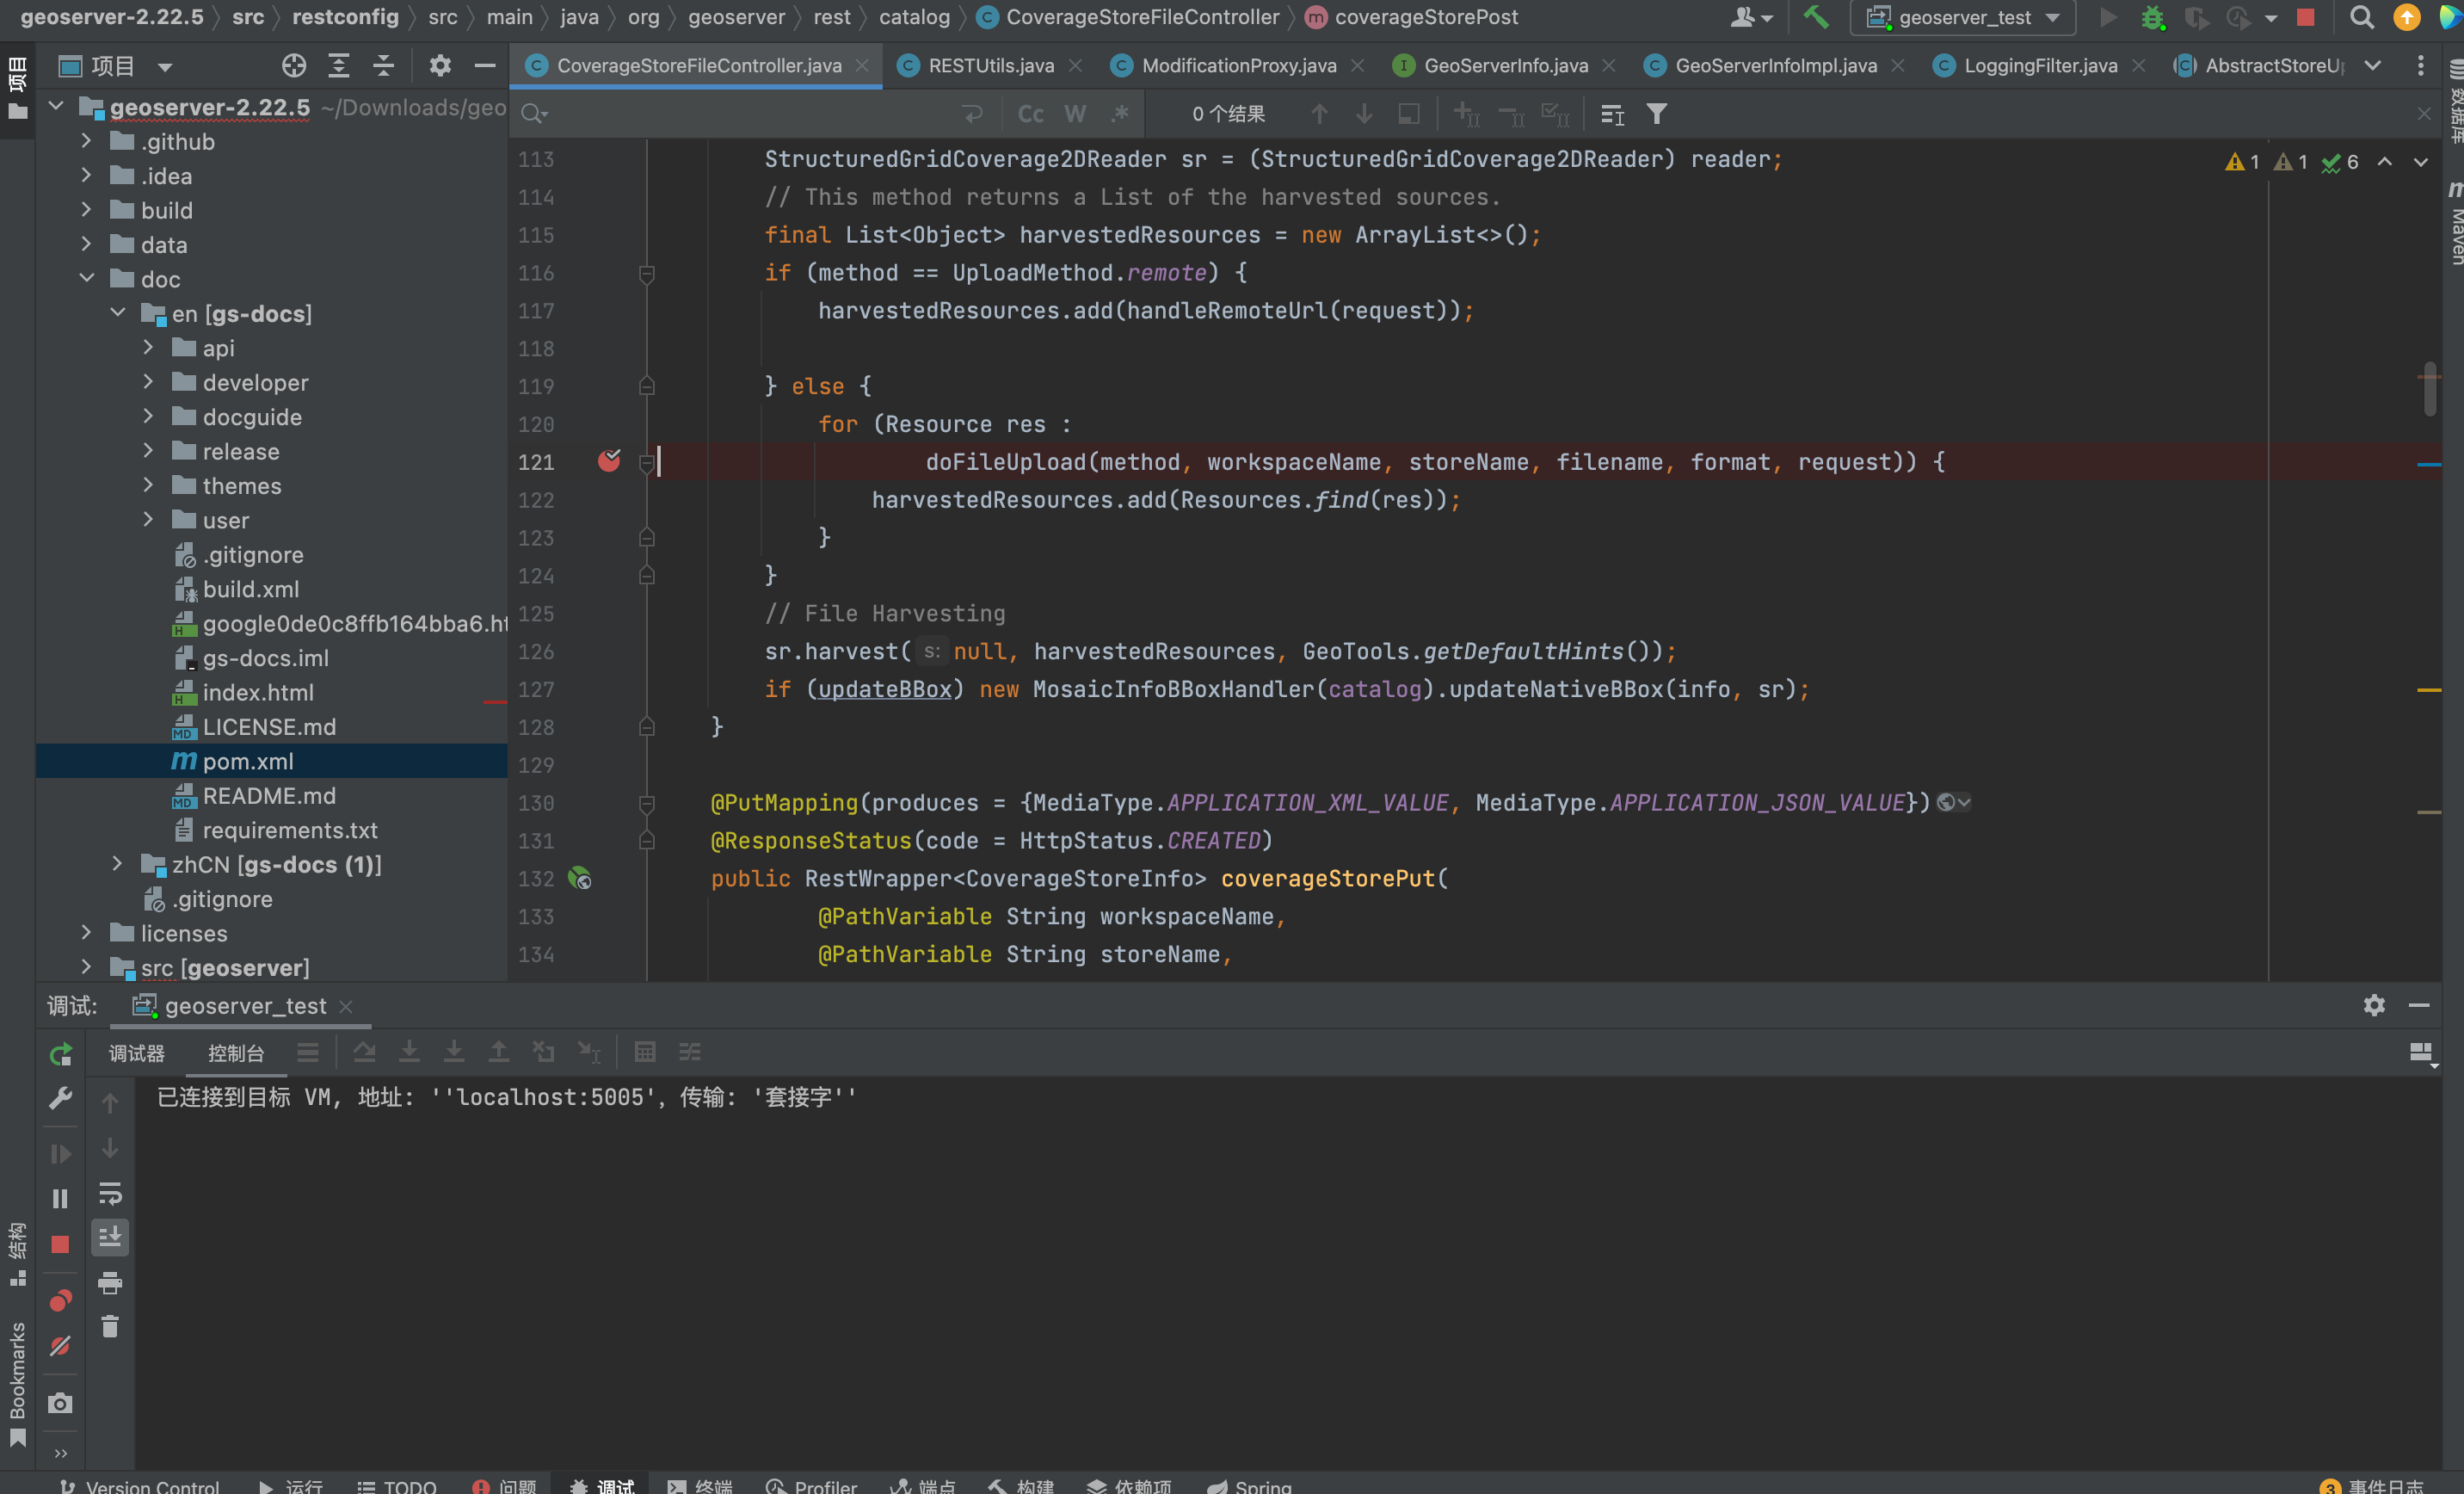 geoserver-2.22.5 src restconfig src main java org geoserver rest catalog CoverageStoreFileController coverageStorePost
geoserver_test
项目
CoverageStoreFileController.java RESTUtils.java ModificationProxy.java GeoServerInfo.java GeoServerInfoImpl.java LoggingFilter.java AbstractStoreU
Cc W .* 0 个结果
项目
数据库
Maven
结构
Bookmarks
geoserver-2.22.5 ~/Downloads/geo
.github
.idea
build
data
doc
en [gs-docs]
api
developer
docguide
release
themes
user
.gitignore
build.xml
google0de0c8ffb164bba6.ht
gs-docs.iml
index.html
LICENSE.md
pom.xml
README.md
requirements.txt
zhCN [gs-docs (1)]
.gitignore
licenses
src [geoserver]
1 1 6
113 StructuredGridCoverage2DReader sr = (StructuredGridCoverage2DReader) reader;
114 // This method returns a List of the harvested sources.
115 final List<Object> harvestedResources = new ArrayList<>();
116 if (method == UploadMethod.remote) {
117 harvestedResources.add(handleRemoteUrl(request));
118
119 } else {
120 for (Resource res :
121 doFileUpload(method, workspaceName, storeName, filename, format, request)) {
122 harvestedResources.add(Resources.find(res));
123 }
124 }
125 // File Harvesting
126 sr.harvest( s: null, harvestedResources, GeoTools.getDefaultHints());
127 if (updateBBox) new MosaicInfoBBoxHandler(catalog).updateNativeBBox(info, sr);
128 }
129
130 @PutMapping(produces = {MediaType.APPLICATION_XML_VALUE, MediaType.APPLICATION_JSON_VALUE})
131 @ResponseStatus(code = HttpStatus.CREATED)
132 public RestWrapper<CoverageStoreInfo> coverageStorePut(
133 @PathVariable String workspaceName,
134 @PathVariable String storeName,
调试: geoserver_test
调试器 控制台
已连接到目标 VM, 地址: ''localhost:5005', 传输: '套接字''
Version Control 运行 TODO 问题 调试 终端 Profiler 端点 构建 依赖项 Spring 3 事件日志